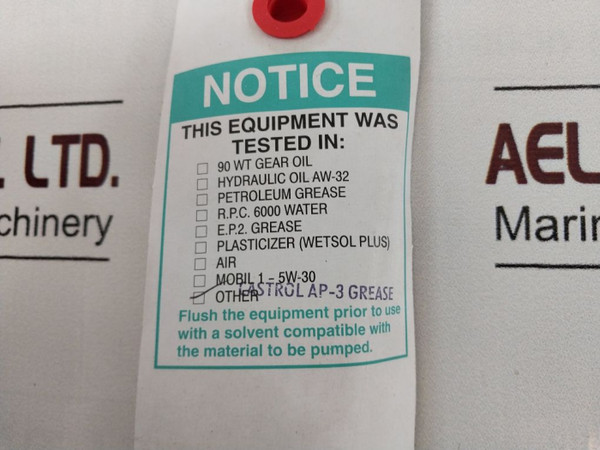 NOTICE
THIS EQUIPMENT WAS
TESTED IN:
90 WT GEAR OIL
HYDRAULIC OIL AW-32
PETROLEUM GREASE
R.P.C. 6000 WATER
E.P.2. GREASE
PLASTICIZER (WETSOL PLUS)
AIR
MOBIL 1 – 5W-30
OTHER CASTROL AP-3 GREASE
Flush the equipment prior to use
with a solvent compatible with
the material to be pumped.
LTD.
chinery
AEL
Marin